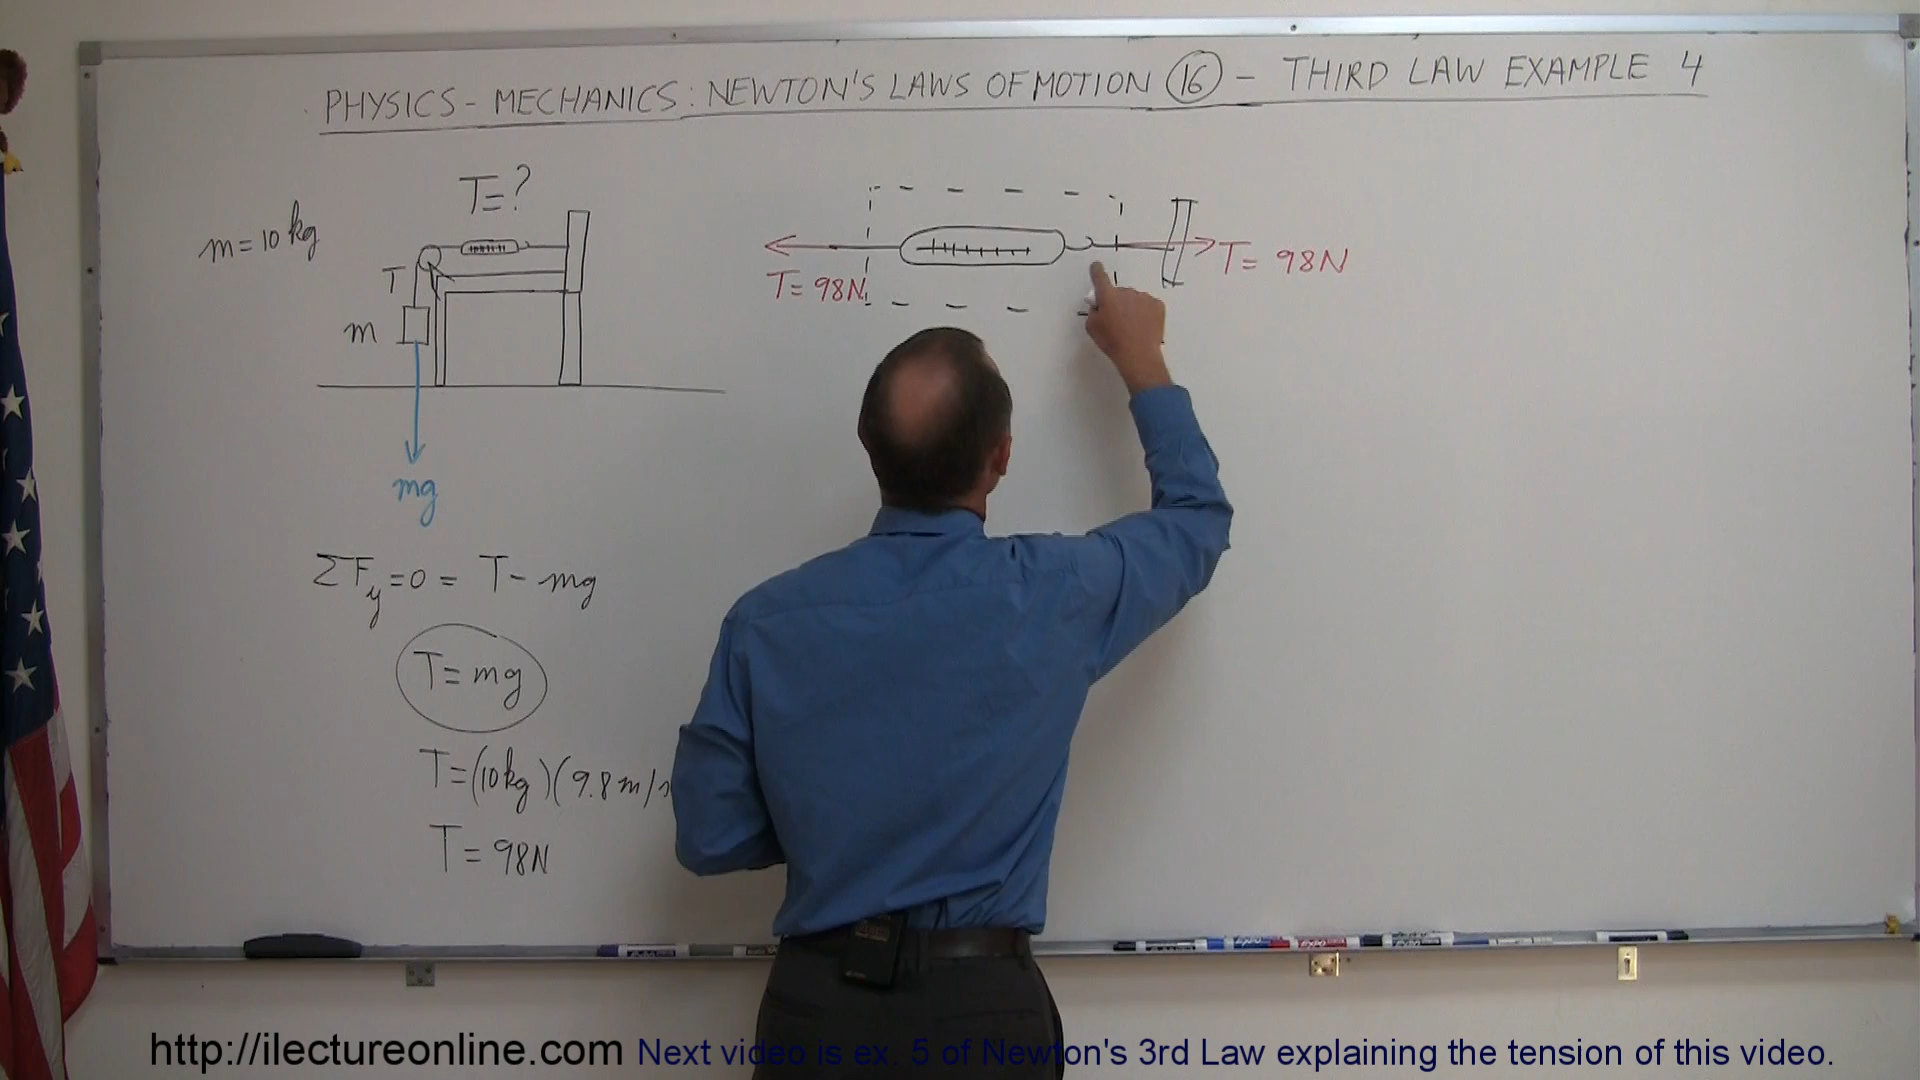 PHYSICS - MECHANICS: NEWTON'S LAWS OF MOTION 16 - THIRD LAW EXAMPLE 4
T=?
m = 10 kg
T
m
mg
T= 98N
T= 98N
ΣFy = 0 = T - mg
T= mg
T=(10kg)(9.8 m/
T = 98N
http://ilectureonline.com Next video is ex. 5 of Newton's 3rd Law explaining the tension of this video.